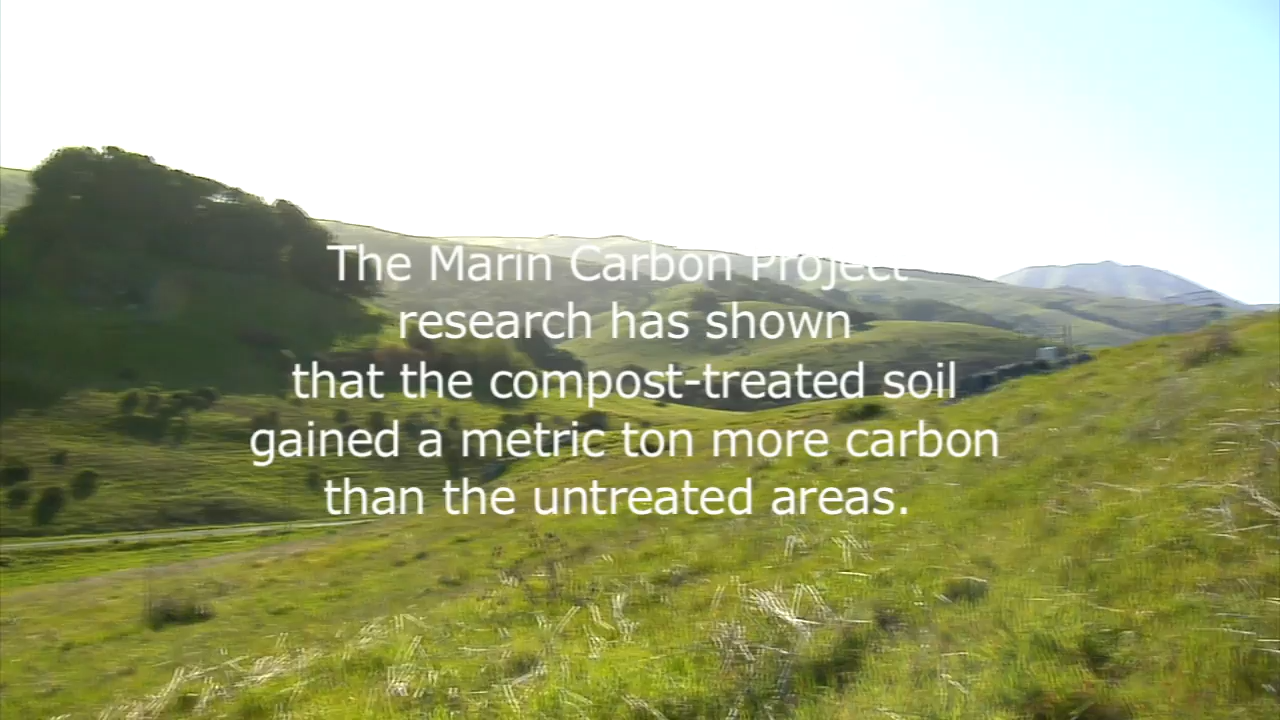 The Marin Carbon Project
research has shown
that the compost-treated soil
gained a metric ton more carbon
than the untreated areas.